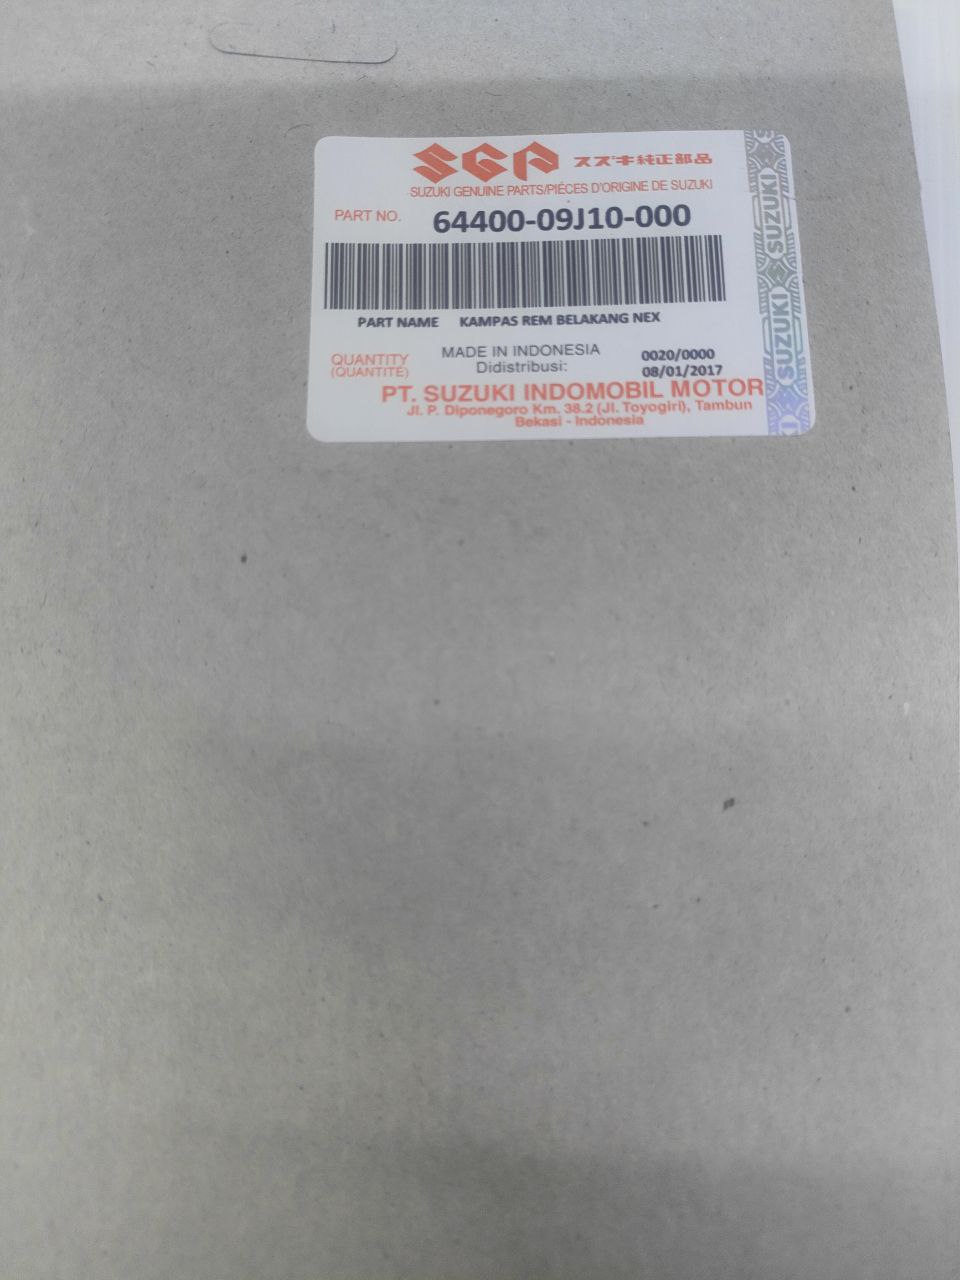 SGP スズキ純正部品
SUZUKI GENUINE PARTS/PIÈCES D'ORIGINE DE SUZUKI
PART NO. 64400-09J10-000
PART NAME KAMPAS REM BELAKANG NEX
QUANTITY MADE IN INDONESIA 0020/0000
(QUANTITÉ) Didistribusi: 08/01/2017
PT. SUZUKI INDOMOBIL MOTOR
Jl. P. Diponegoro Km. 38.2 (Jl. Toyogiri), Tambun
Bekasi - Indonesia
SUZUKI
SUZUKI